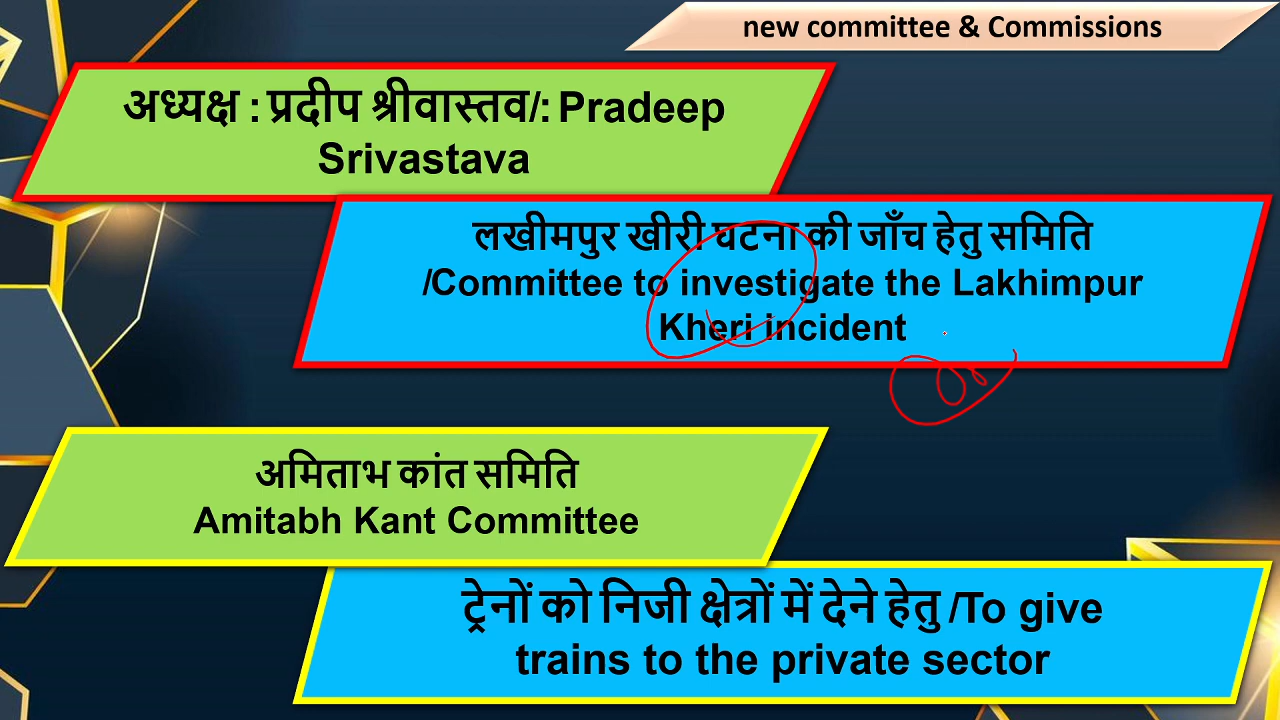 new committee & Commissions
अध्यक्ष : प्रदीप श्रीवास्तव/: Pradeep
Srivastava
लखीमपुर खीरी घटना की जाँच हेतु समिति
/Committee to investigate the Lakhimpur
Kheri incident
अमिताभ कांत समिति
Amitabh Kant Committee
ट्रेनों को निजी क्षेत्रों में देने हेतु /To give
trains to the private sector